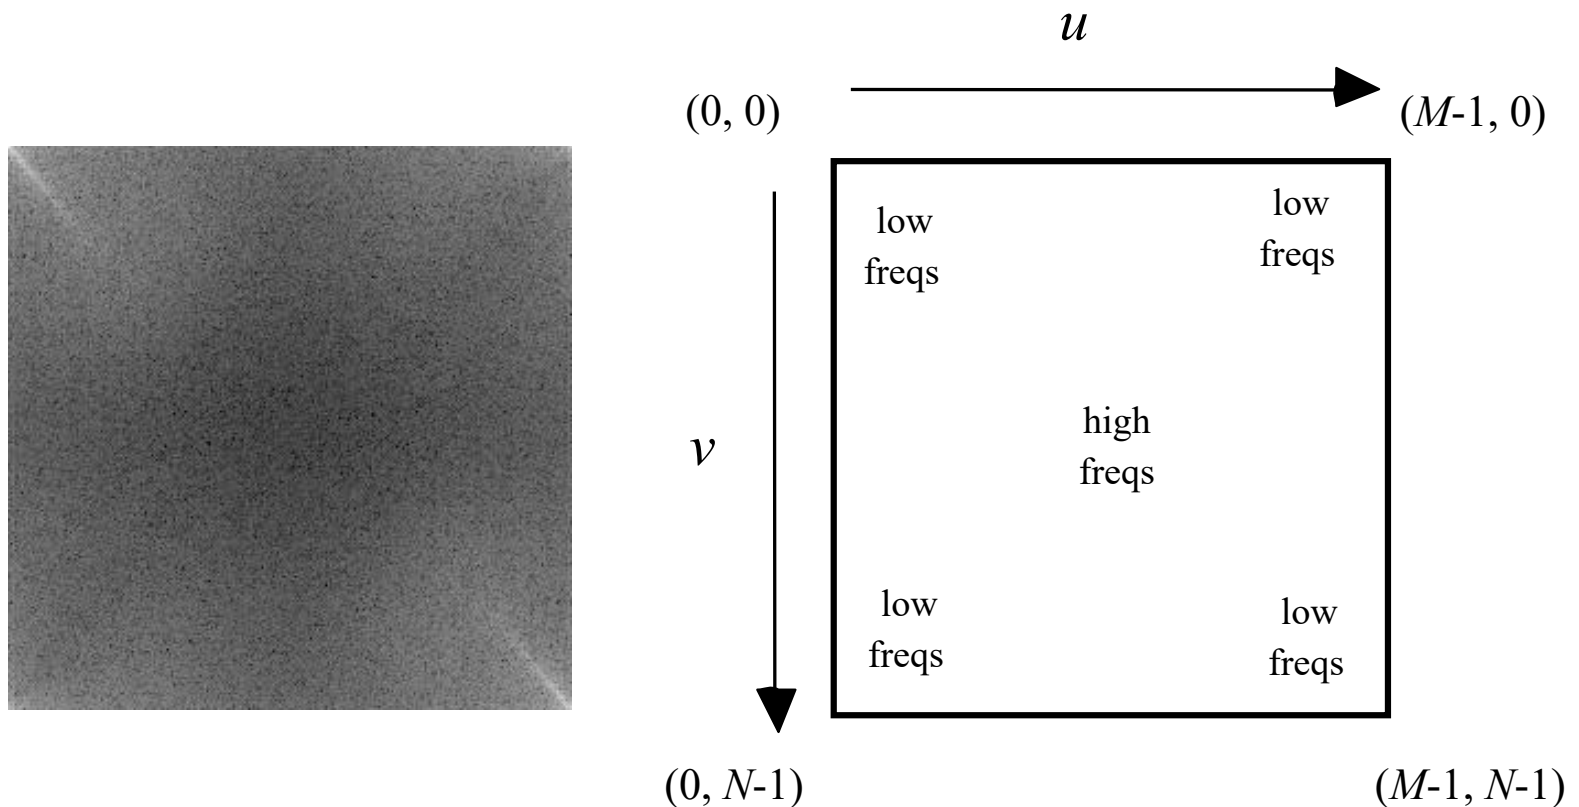 u
(0, 0)
(M-1, 0)
low
freqs
low
freqs
high
freqs
v
low
freqs
low
freqs
(0, N-1)
(M-1, N-1)